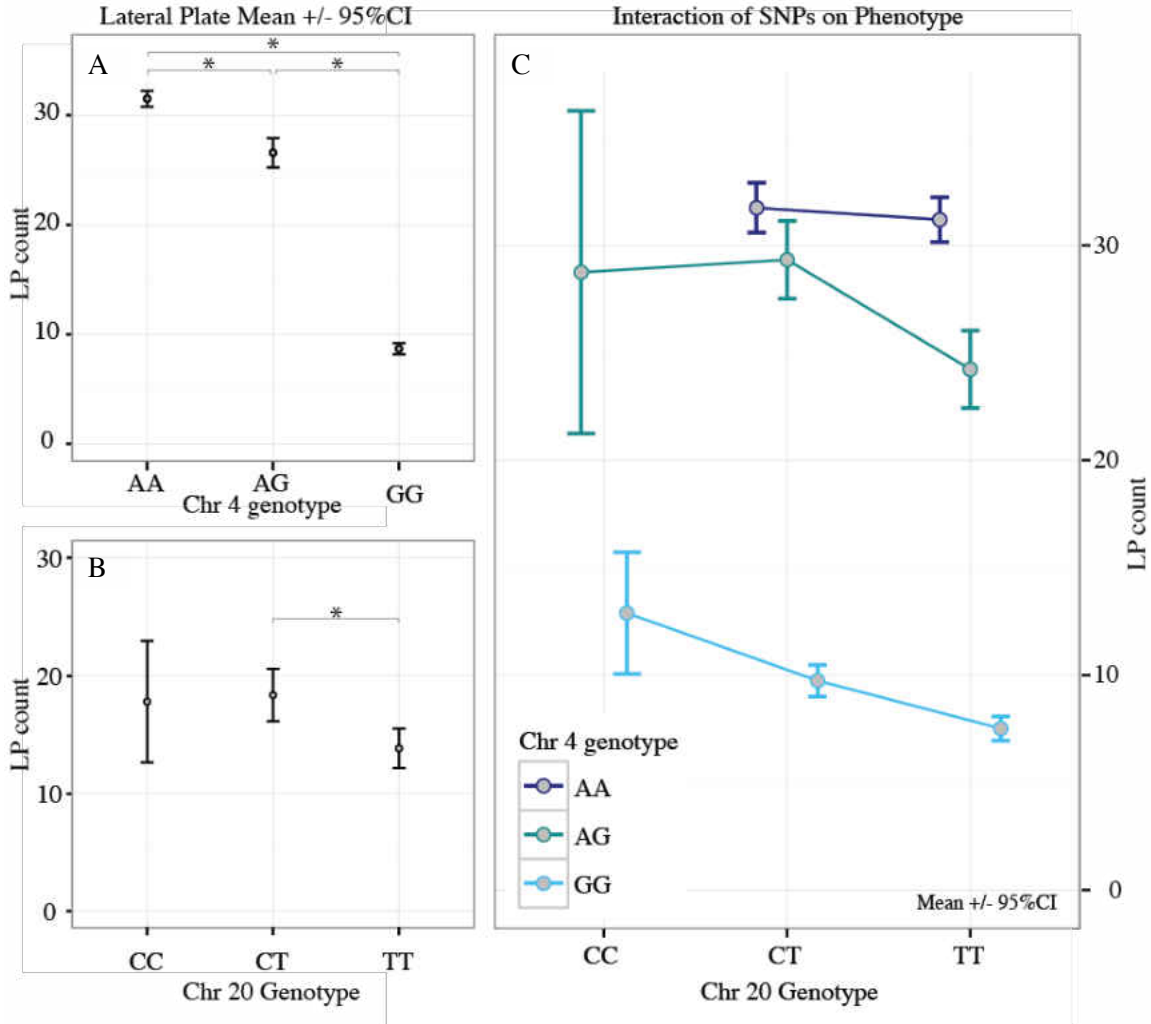 Lateral Plate Mean +/- 95%CI
A
*
*
*
30
20
10
0
LP count
AA
AG
GG
Chr 4 genotype
B
*
30
20
10
0
LP count
CC
CT
TT
Chr 20 Genotype
Interaction of SNPs on Phenotype
C
30
20
10
0
LP count
Chr 4 genotype
AA
AG
GG
Mean +/- 95%CI
CC
CT
TT
Chr 20 Genotype